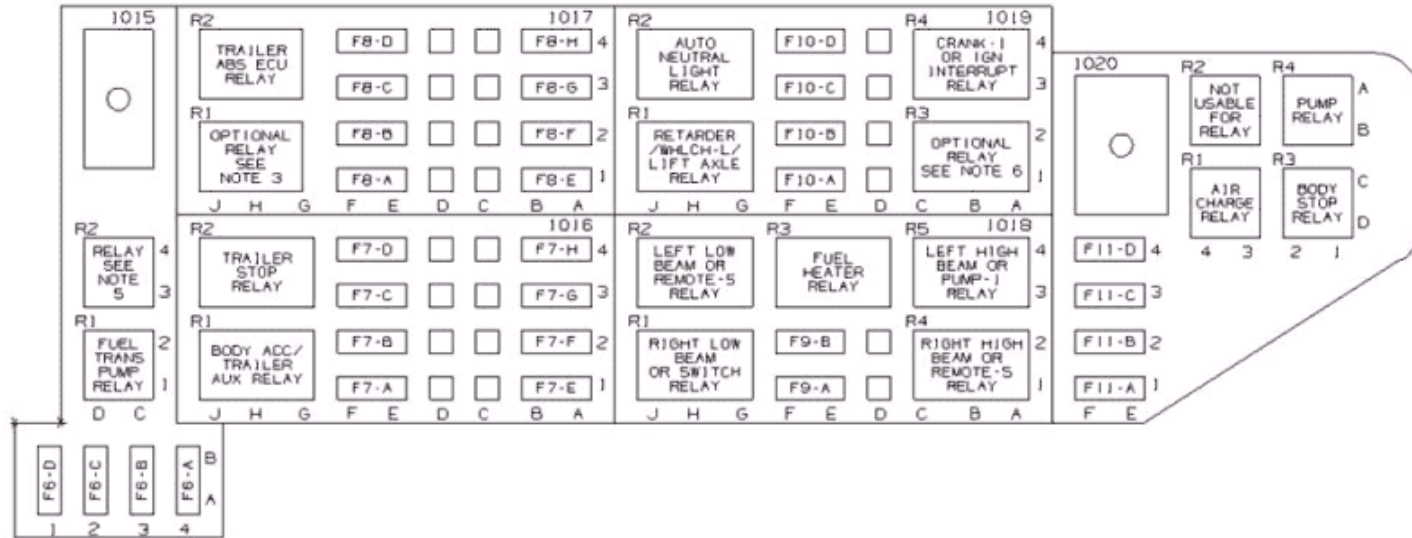 1015
R2
RELAY
SEE
NOTE
5
4
3
R1
FUEL
TRANS
PUMP
RELAY
2
1
D C
F6-D F6-C F6-B F6-A
B
A
1 2 3 4
1017
R2
TRAILER
ABS ECU
RELAY
F8-D F8-H 4
F8-C F8-G 3
R1
OPTIONAL
RELAY
SEE
NOTE 3
F8-B F8-F 2
F8-A F8-E 1
J H G F E D C B A
1016
R2
TRAILER
STOP
RELAY
F7-D F7-H 4
F7-C F7-G 3
R1
BODY ACC/
TRAILER
AUX RELAY
F7-B F7-F 2
F7-A F7-E 1
J H G F E D C B A
1019
R2
AUTO
NEUTRAL
LIGHT
RELAY
F10-D
F10-C
R4
CRANK-I
OR IGN
INTERRUPT
RELAY
4
3
R1
RETARDER
/WHLCH-L/
LIFT AXLE
RELAY
F10-B
F10-A
R3
OPTIONAL
RELAY
SEE NOTE 6
2
1
J H G F E D C B A
1018
R2
LEFT LOW
BEAM OR
REMOTE-5
RELAY
R3
FUEL
HEATER
RELAY
R5
LEFT HIGH
BEAM OR
PUMP-I
RELAY
4
3
R1
RIGHT LOW
BEAM
OR SWITCH
RELAY
F9-B
F9-A
R4
RIGHT HIGH
BEAM OR
REMOTE-5
RELAY
2
1
J H G F E D C B A
1020
R2
NOT
USABLE
FOR
RELAY
R4
PUMP
RELAY
A
B
R1
AIR
CHARGE
RELAY
R3
BODY
STOP
RELAY
C
D
4 3 2 1
F11-D 4
F11-C 3
F11-B 2
F11-A 1
F E